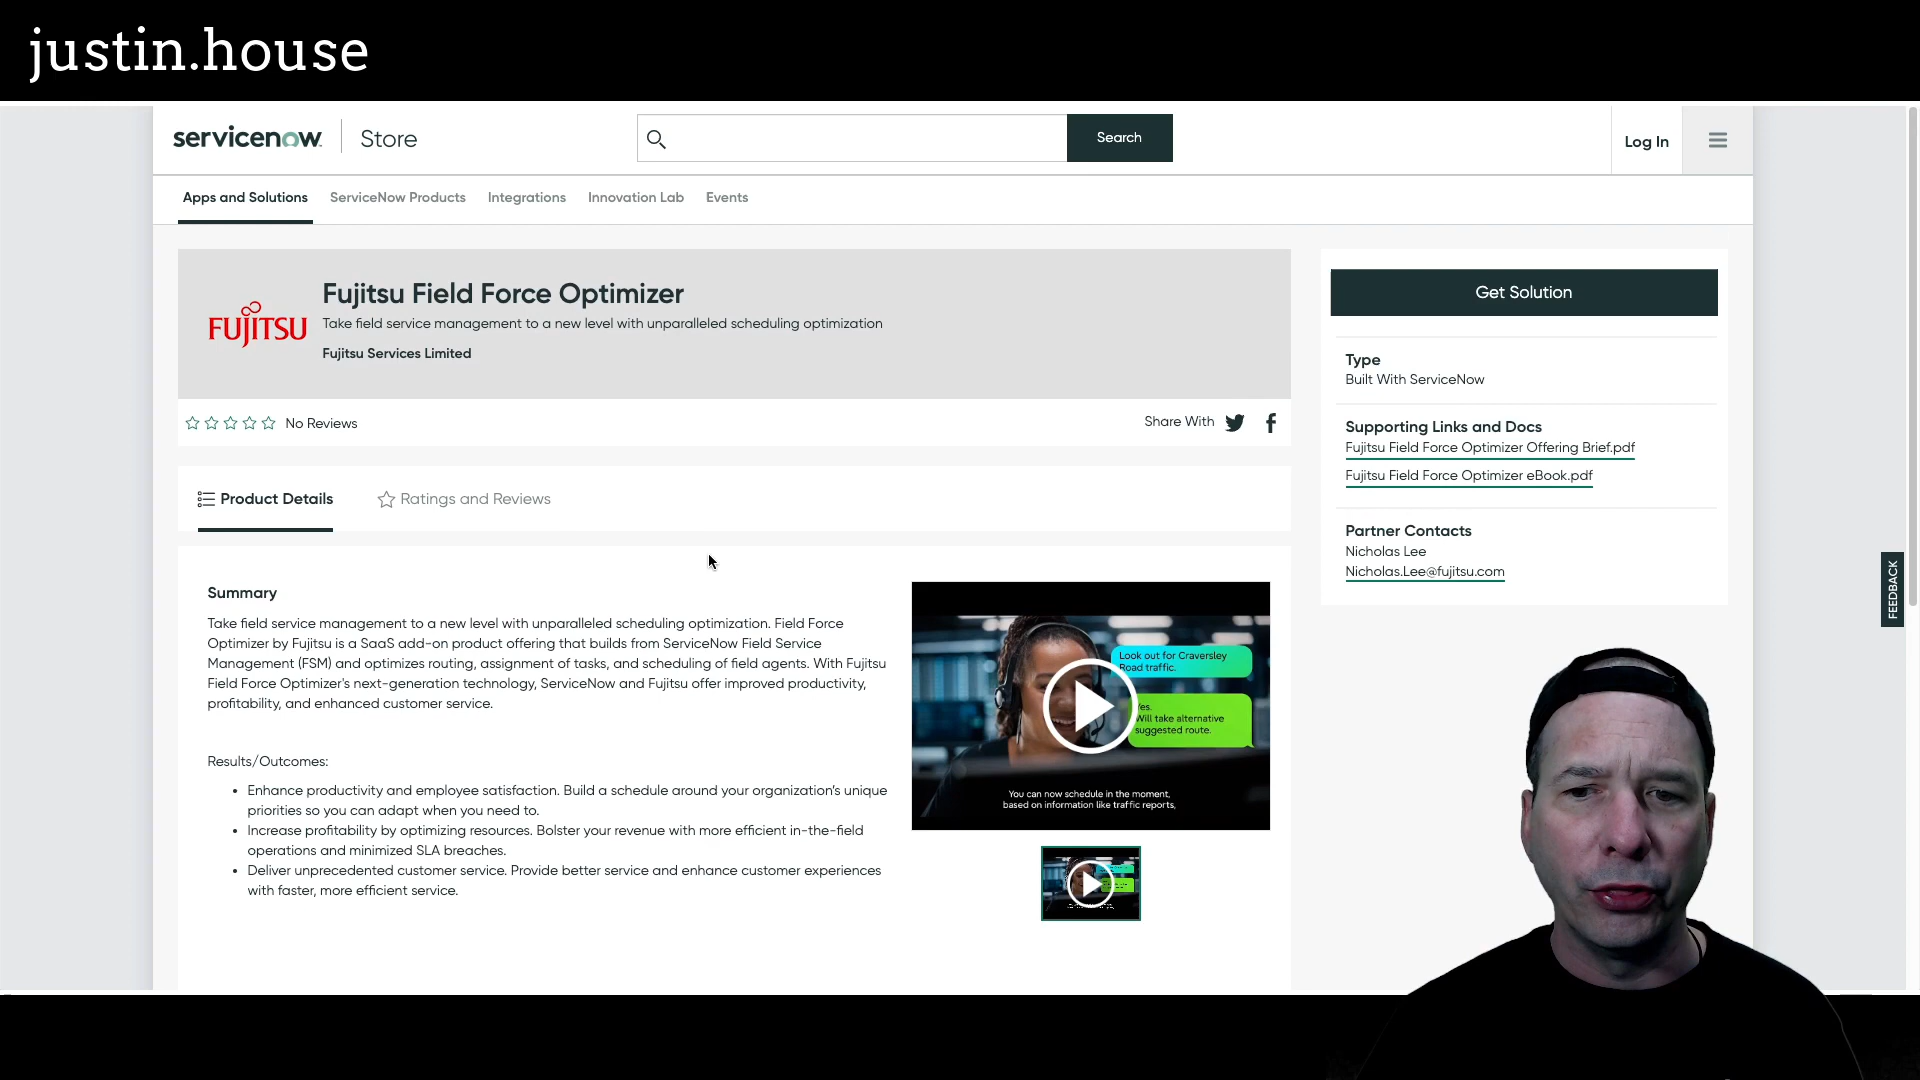 justin.house
servicenow
Store
Search
Log In
Apps and Solutions
ServiceNow Products
Integrations
Innovation Lab
Events
FUJITSU
Fujitsu Field Force Optimizer
Take field service management to a new level with unparalleled scheduling optimization
Fujitsu Services Limited
No Reviews
Share With
Product Details
Ratings and Reviews
Summary
Take field service management to a new level with unparalleled scheduling optimization. Field Force
Optimizer by Fujitsu is a SaaS add-on product offering that builds from ServiceNow Field Service
Management (FSM) and optimizes routing, assignment of tasks, and scheduling of field agents. With Fujitsu
Field Force Optimizer's next-generation technology, ServiceNow and Fujitsu offer improved productivity,
profitability, and enhanced customer service.
Results/Outcomes:
• Enhance productivity and employee satisfaction. Build a schedule around your organization's unique
priorities so you can adapt when you need to.
• Increase profitability by optimizing resources. Bolster your revenue with more efficient in-the-field
operations and minimized SLA breaches.
• Deliver unprecedented customer service. Provide better service and enhance customer experiences
with faster, more efficient service.
Look out for Craversley
Road traffic.
Yes.
Will take alternative
suggested route.
You can now schedule in the moment,
based on information like traffic reports,
Get Solution
Type
Built With ServiceNow
Supporting Links and Docs
Fujitsu Field Force Optimizer Offering Brief.pdf
Fujitsu Field Force Optimizer eBook.pdf
Partner Contacts
Nicholas Lee
Nicholas.Lee@fujitsu.com
FEEDBACK